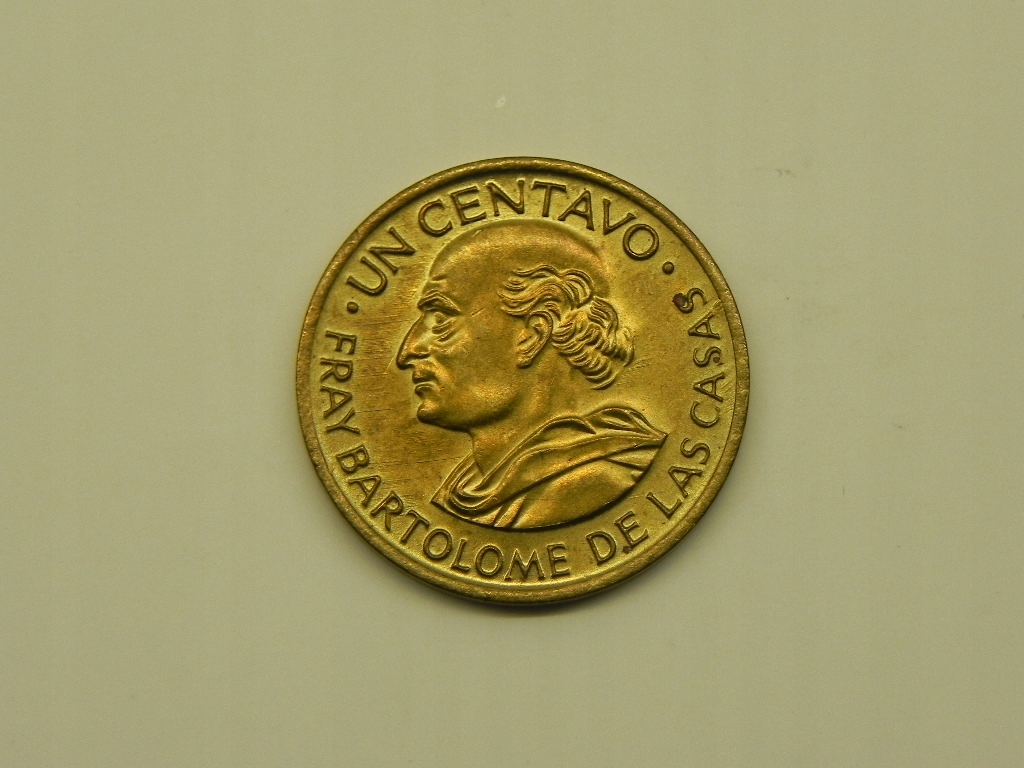 · UN CENTAVO ·
FRAY BARTOLOME DE LAS CASAS